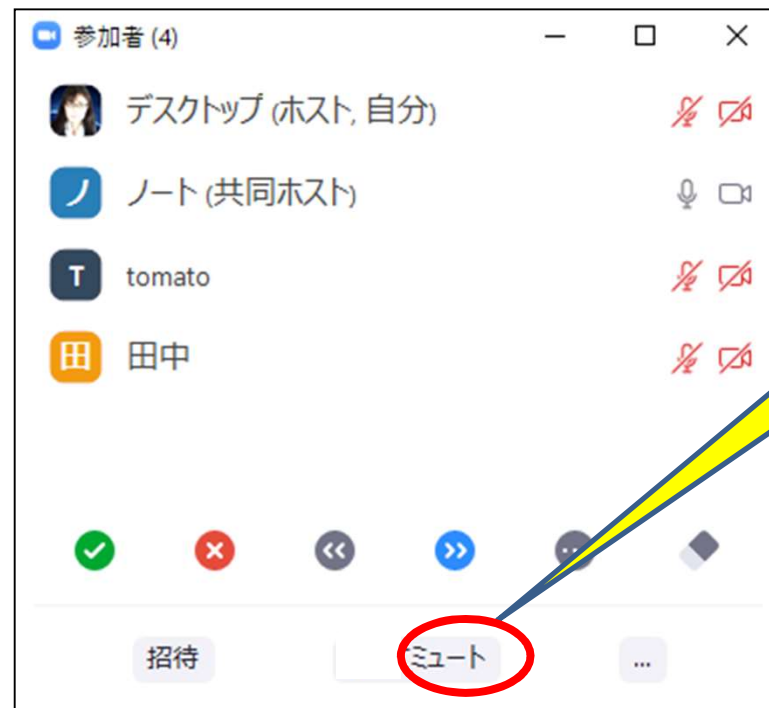 参加者 (4)
デスクトップ (ホスト, 自分)
ノ ノート (共同ホスト)
T tomato
田 田中
招待 ミュート ...